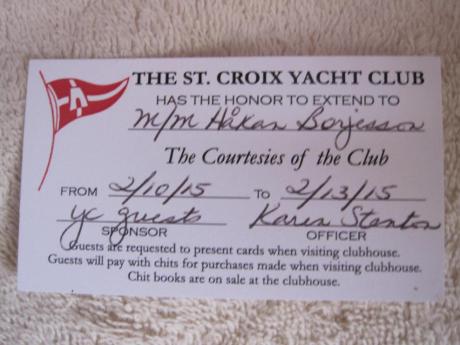 THE ST. CROIX YACHT CLUB
HAS THE HONOR TO EXTEND TO
M/M Håkan Borjesson
The Courtesies of the Club
FROM 2/10/15 TO 2/13/15
yc guests Karen Stanton
SPONSOR OFFICER
Guests are requested to present cards when visiting clubhouse.
Guests will pay with chits for purchases made when visiting clubhouse.
Chit books are on sale at the clubhouse.